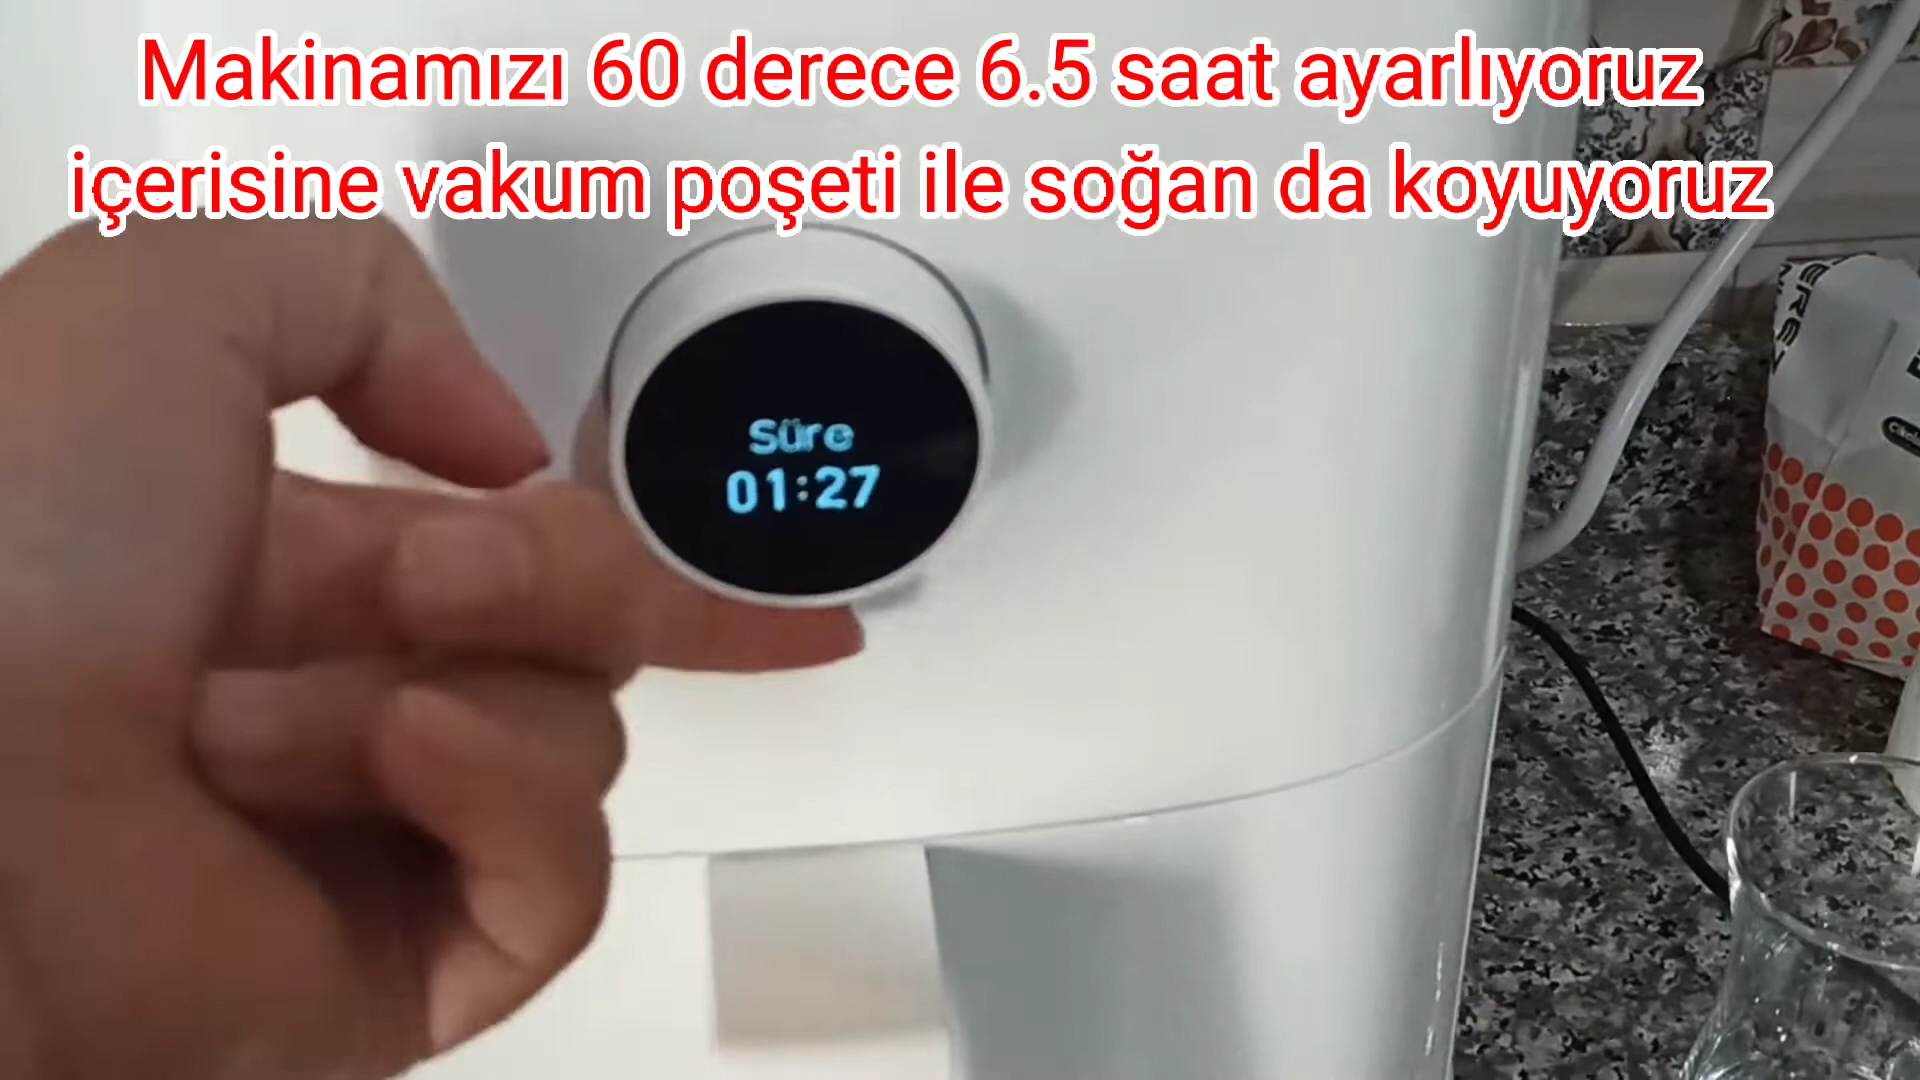 Makinamızı 60 derece 6.5 saat ayarlıyoruz
içerisine vakum poşeti ile soğan da koyuyoruz
Süre
01:27